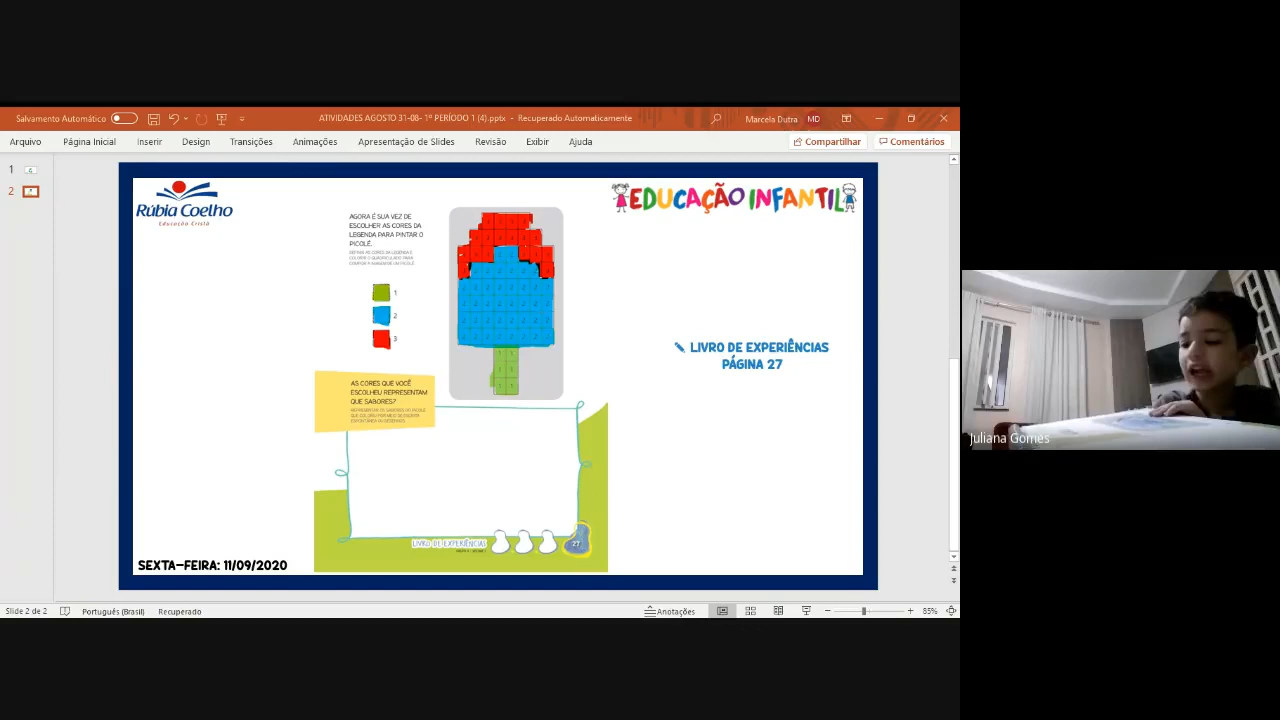 Salvamento Automático
ATIVIDADES AGOSTO 31-08- 1º PERÍODO 1 (4).pptx - Recuperado Automaticamente
Marcela Dutra
MD
Arquivo
Página Inicial
Inserir
Design
Transições
Animações
Apresentação de Slides
Revisão
Exibir
Ajuda
Compartilhar
Comentários
1
2
Rúbia Coelho
Educação Cristã
EDUCAÇÃO INFANTIL
AGORA É SUA VEZ DE
ESCOLHER AS CORES DA
LEGENDA PARA PINTAR O
PICOLÉ.
1
2
3
LIVRO DE EXPERIÊNCIAS
PÁGINA 27
AS CORES QUE VOCÊ
ESCOLHEU REPRESENTAM
QUE SABORES?
LIVRO DE EXPERIÊNCIAS
27
SEXTA-FEIRA: 11/09/2020
Juliana Gomes
Slide 2 de 2
Português (Brasil)
Recuperado
Anotações
85%